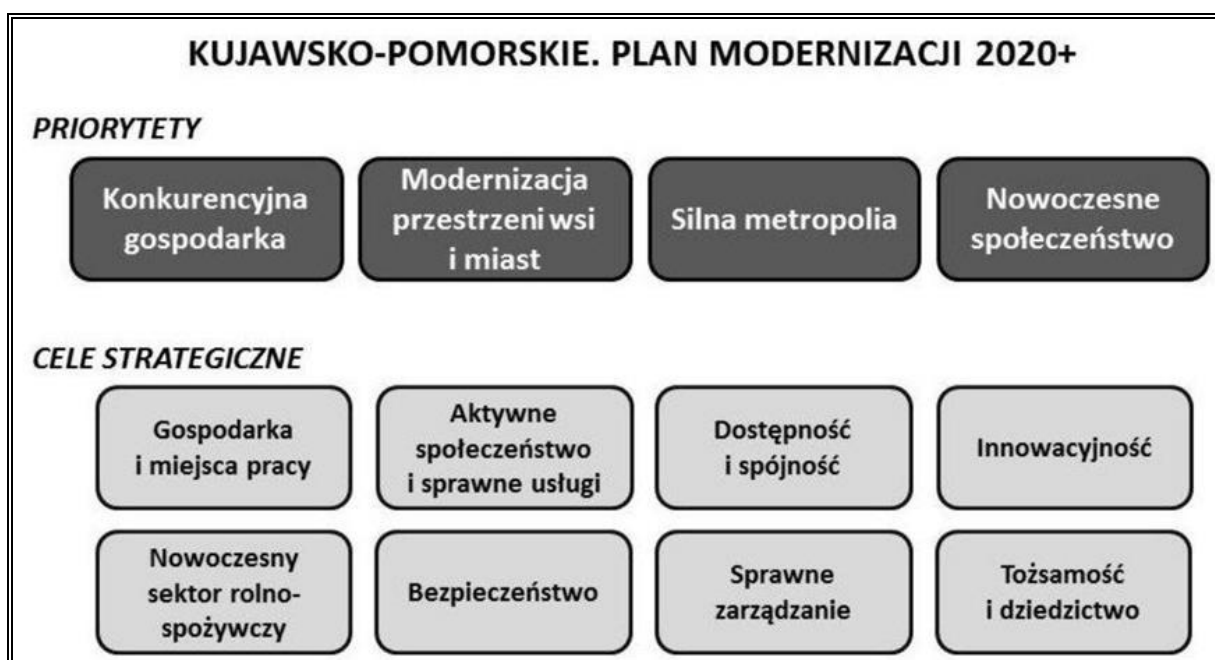 KUJAWSKO-POMORSKIE. PLAN MODERNIZACJI 2020+
PRIORYTETY
Konkurencyjna
gospodarka
Modernizacja
przestrzeni wsi
i miast
Silna metropolia
Nowoczesne
społeczeństwo
CELE STRATEGICZNE
Gospodarka
i miejsca pracy
Aktywne
społeczeństwo
i sprawne usługi
Dostępność
i spójność
Innowacyjność
Nowoczesny
sektor rolno-
spożywczy
Bezpieczeństwo
Sprawne
zarządzanie
Tożsamość
i dziedzictwo